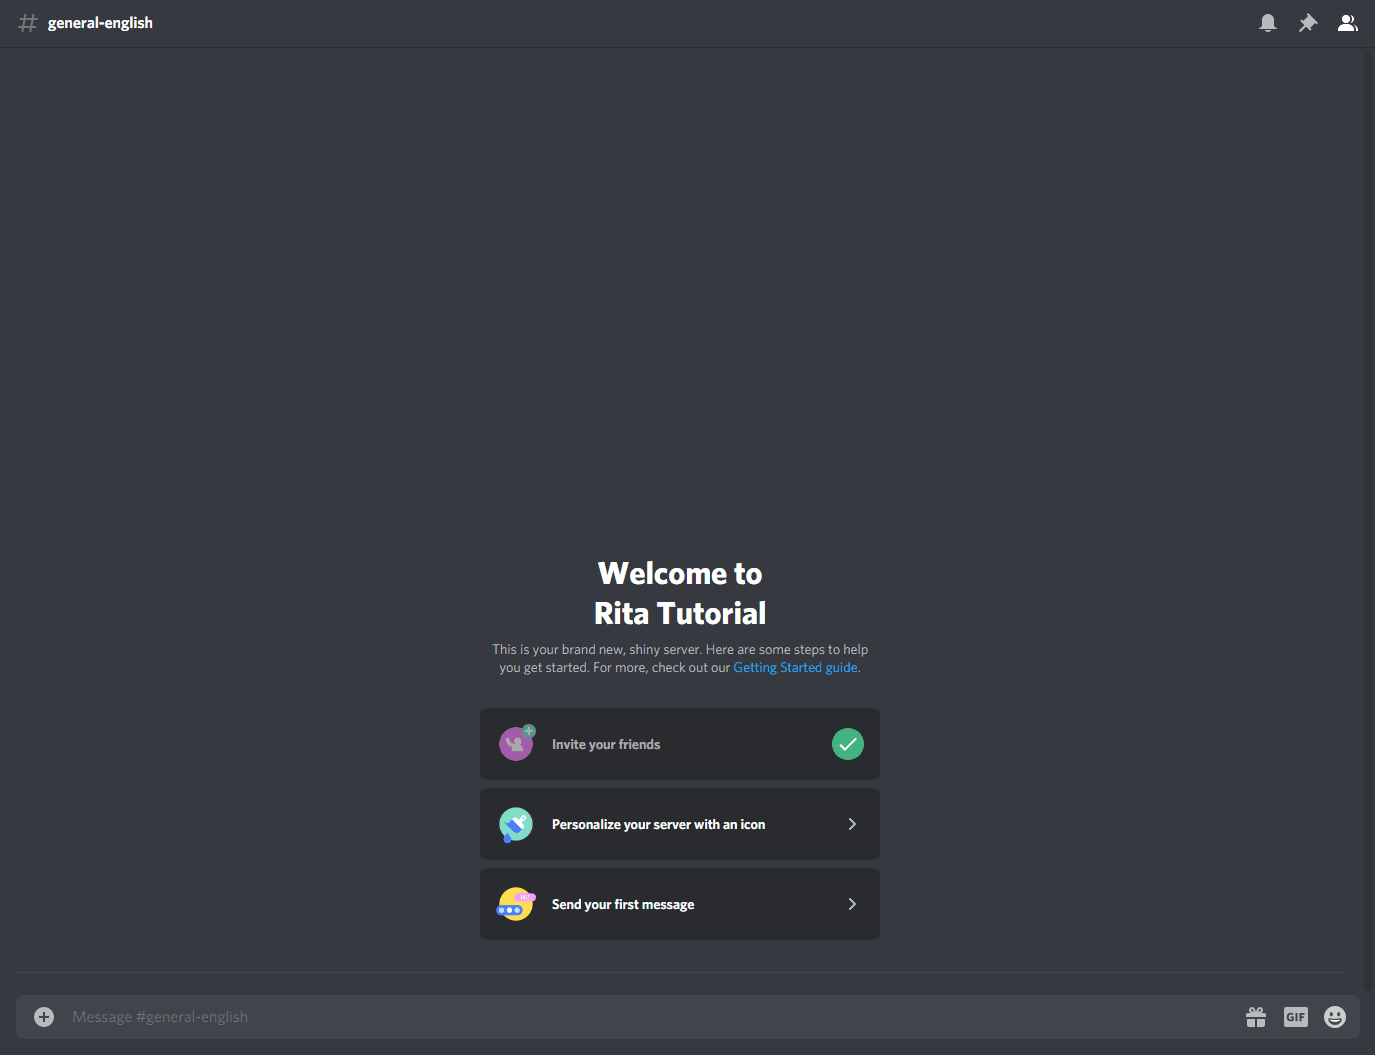 general-english
Welcome to
Rita Tutorial
This is your brand new, shiny server. Here are some steps to help
you get started. For more, check out our Getting Started guide.
Invite your friends
Personalize your server with an icon
Hi!
Send your first message
Message #general-english
GIF